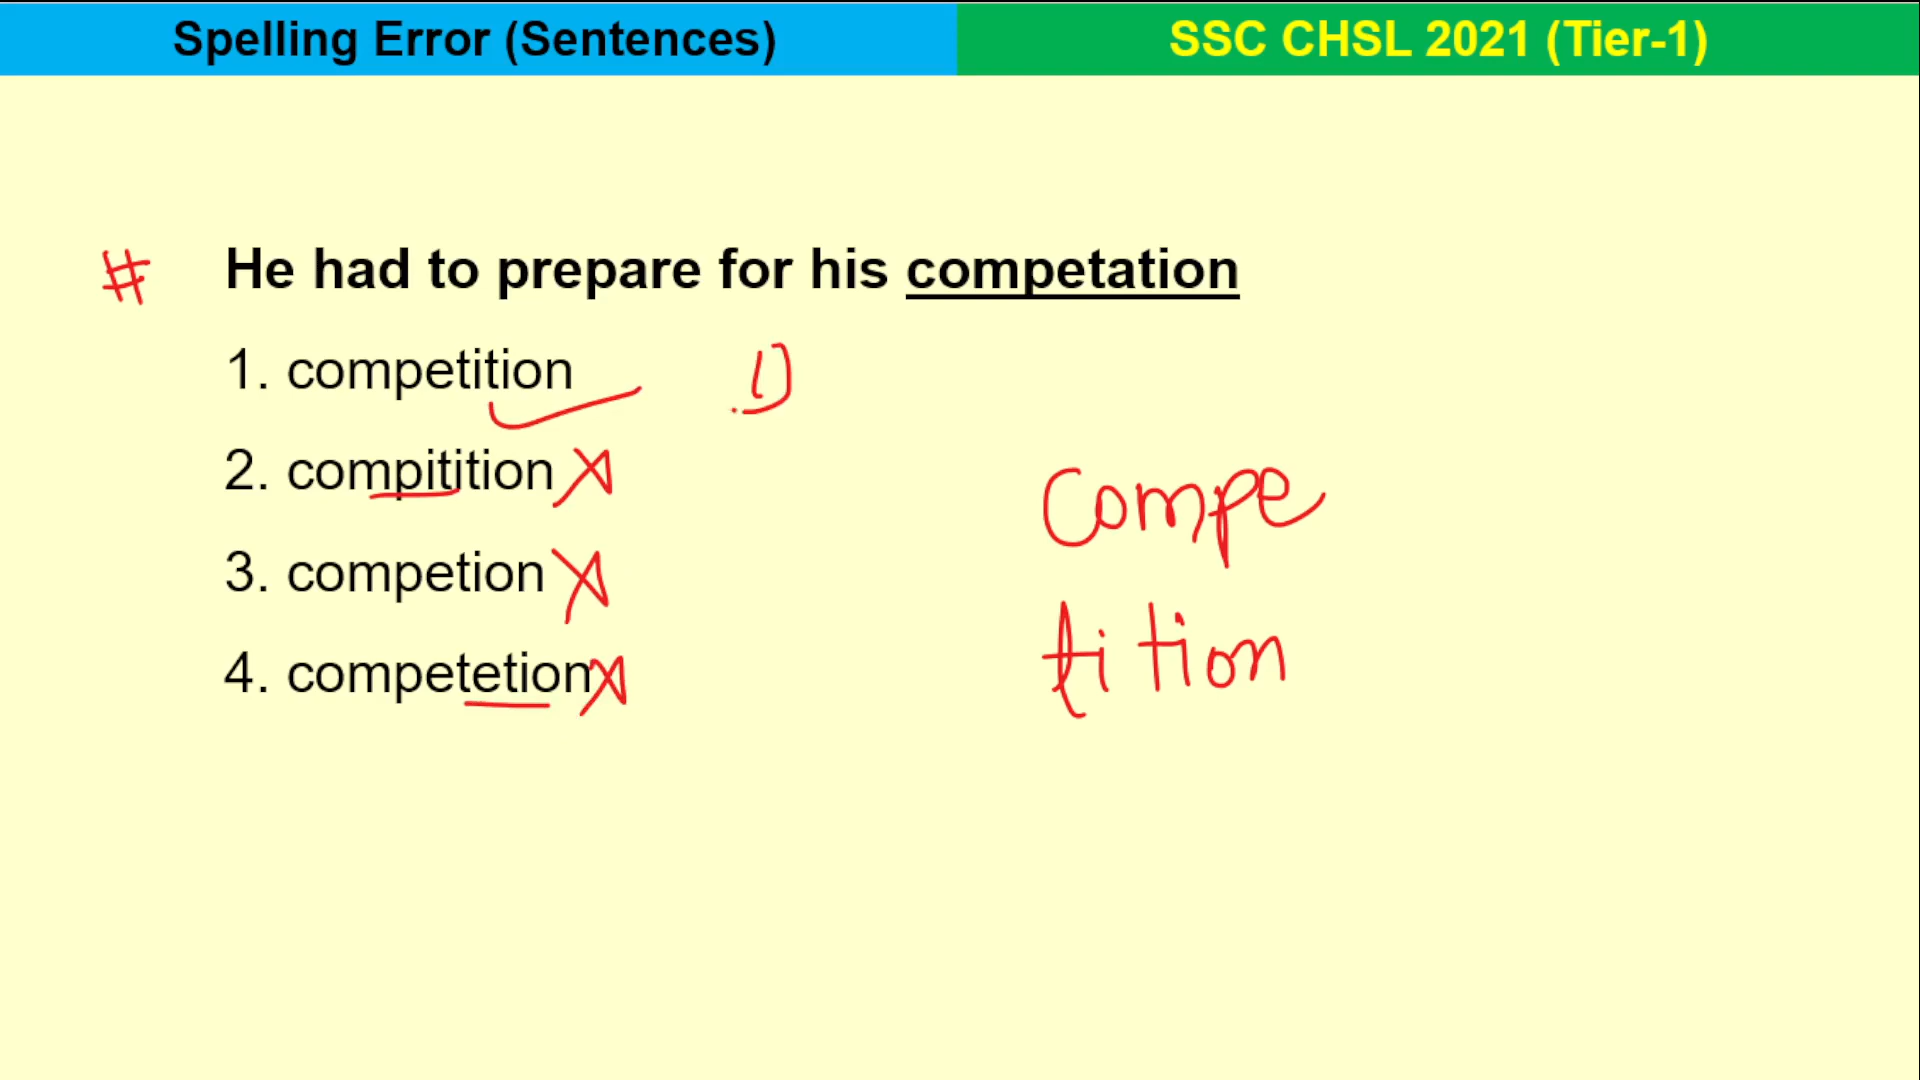 Spelling Error (Sentences)
SSC CHSL 2021 (Tier-1)
# He had to prepare for his competation
1. competition
1)
2. compitition
3. competion
4. competetion
Compe
tition